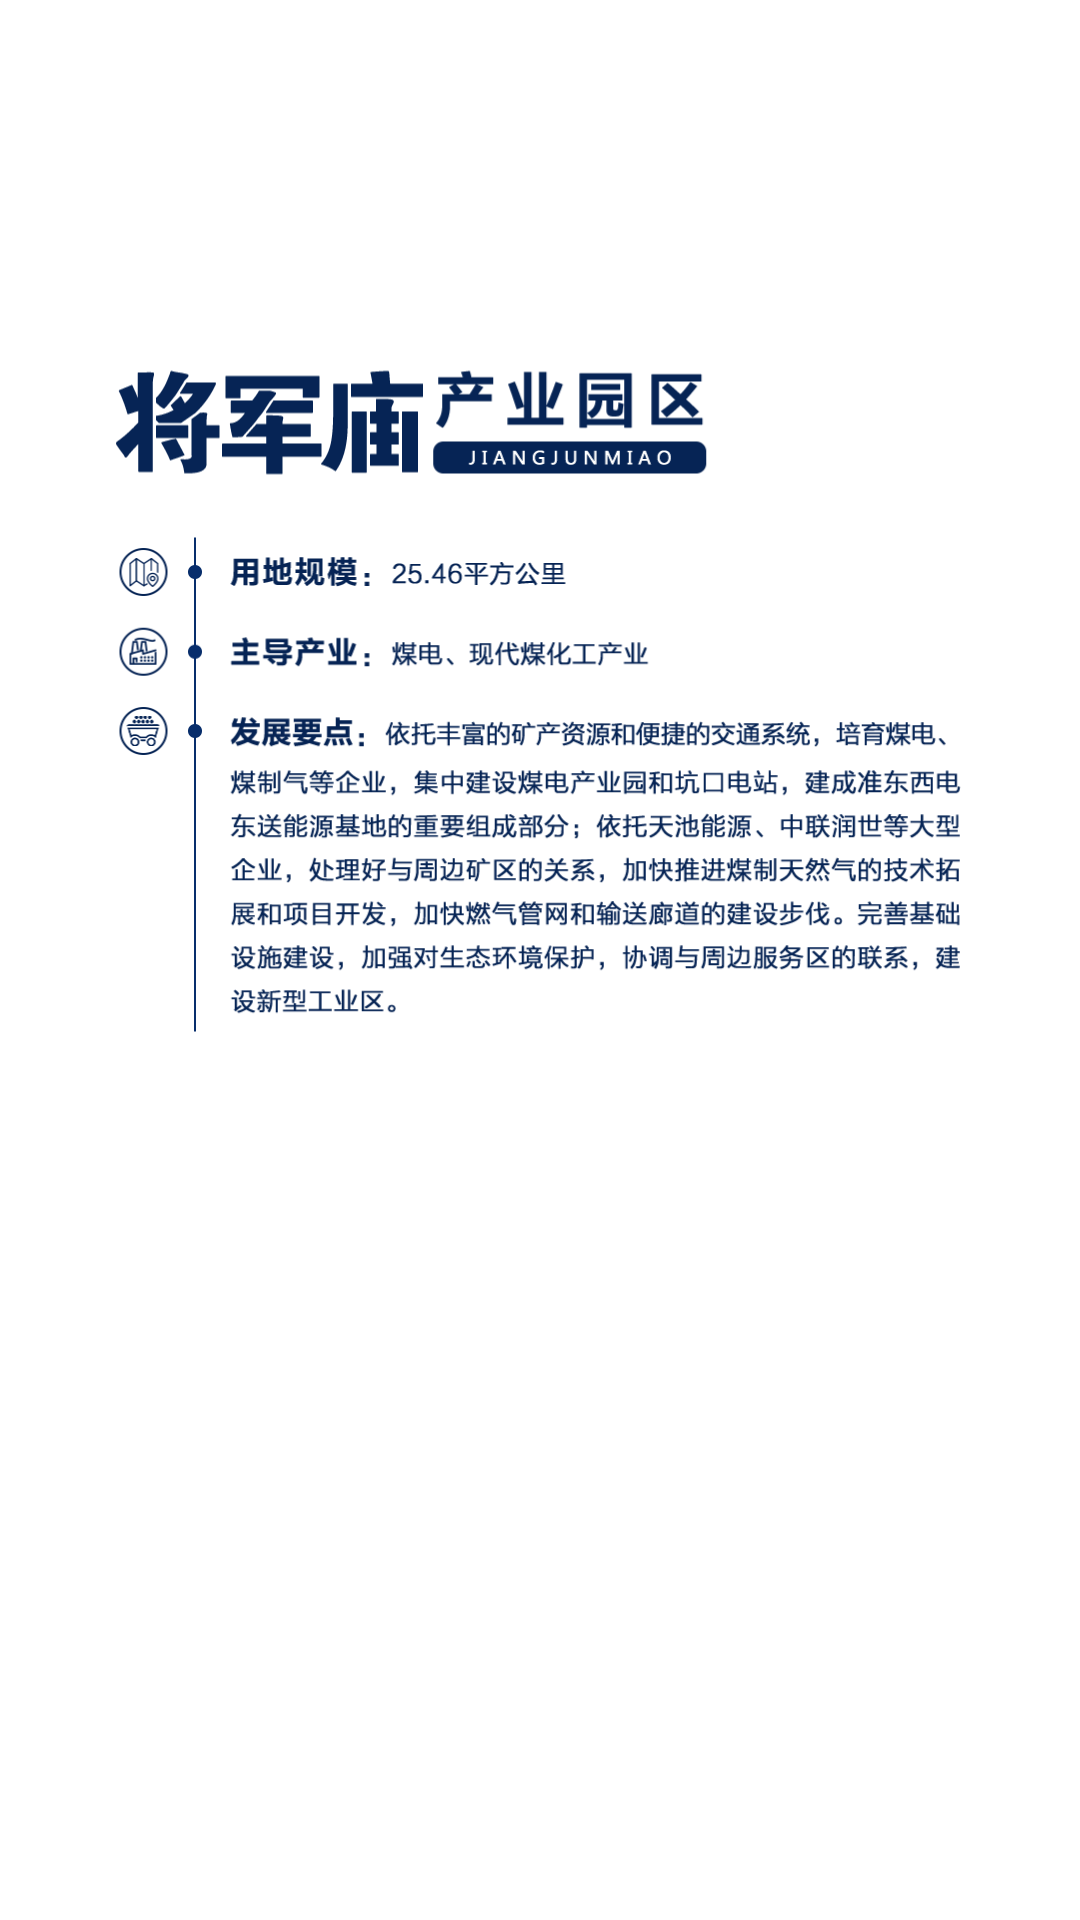 将军庙产业园区
JIANGJUNMIAO
用地规模：25.46平方公里
主导产业：煤电、现代煤化工产业
发展要点：依托丰富的矿产资源和便捷的交通系统，培育煤电、
煤制气等企业，集中建设煤电产业园和坑口电站，建成准东西电
东送能源基地的重要组成部分；依托天池能源、中联润世等大型
企业，处理好与周边矿区的关系，加快推进煤制天然气的技术拓
展和项目开发，加快燃气管网和输送廊道的建设步伐。完善基础
设施建设，加强对生态环境保护，协调与周边服务区的联系，建
设新型工业区。